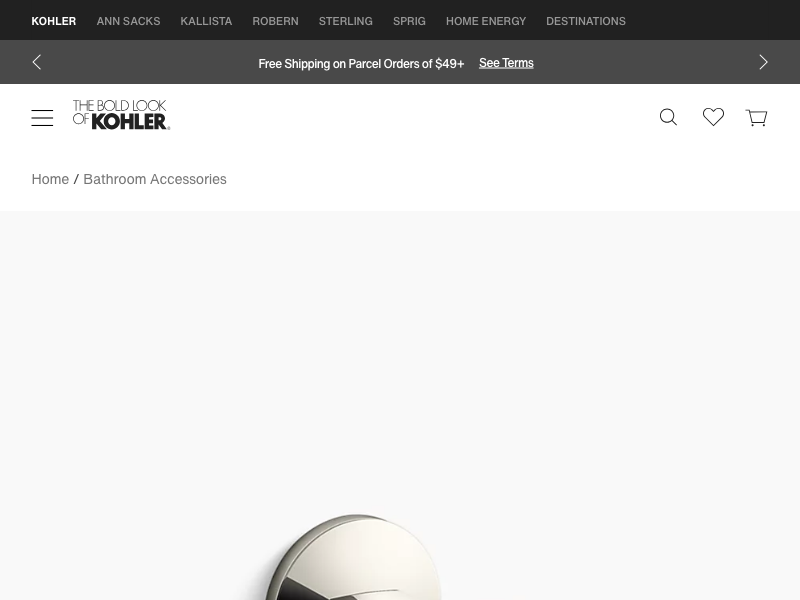 KOHLER ANN SACKS KALLISTA ROBERN STERLING SPRIG HOME ENERGY DESTINATIONS
Free Shipping on Parcel Orders of $49+ See Terms
THE BOLD LOOK
OF KOHLER®
Home / Bathroom Accessories